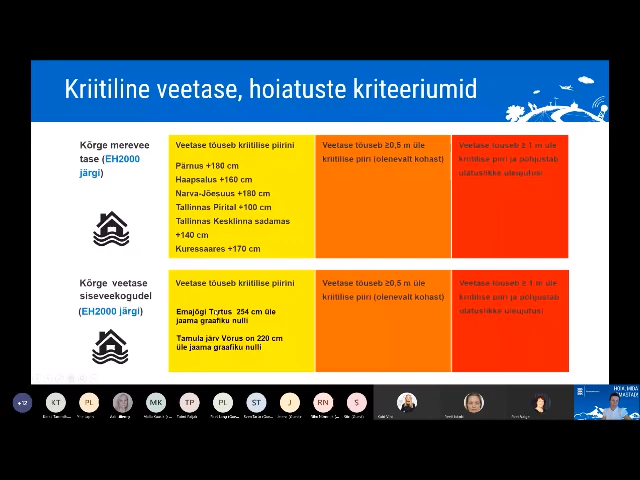 Kriitiline veetase, hoiatuste kriteeriumid
Kõrge merevee
tase (EH2000
järgi)
Veetase tõuseb kriitilise piirini
Pärnus +180 cm
Haapsalus +160 cm
Narva-Jõesuus +180 cm
Tallinnas Pirital +100 cm
Tallinnas Kesklinna sadamas
+140 cm
Kuressaares +170 cm
Veetase tõuseb ≥0,5 m üle
kriitilise piiri (olenevalt kohast)
Veetase tõuseb ≥ 1 m üle
kriitilise piiri ja põhjustab
ulatuslikke üleujutusi
Kõrge veetase
siseveekogudel
(EH2000 järgi)
Veetase tõuseb kriitilise piirini
Emajõgi Tartus 254 cm üle
jaama graafiku nulli
Tamula järv Võrus on 220 cm
üle jaama graafiku nulli
Veetase tõuseb ≥0,5 m üle
kriitilise piiri (olenevalt kohast)
Veetase tõuseb ≥ 1 m üle
kriitilise piiri ja põhjustab
ulatuslikke üleujutusi
+12
KT
PL
MK
TP
PL
ST
J
RN
S